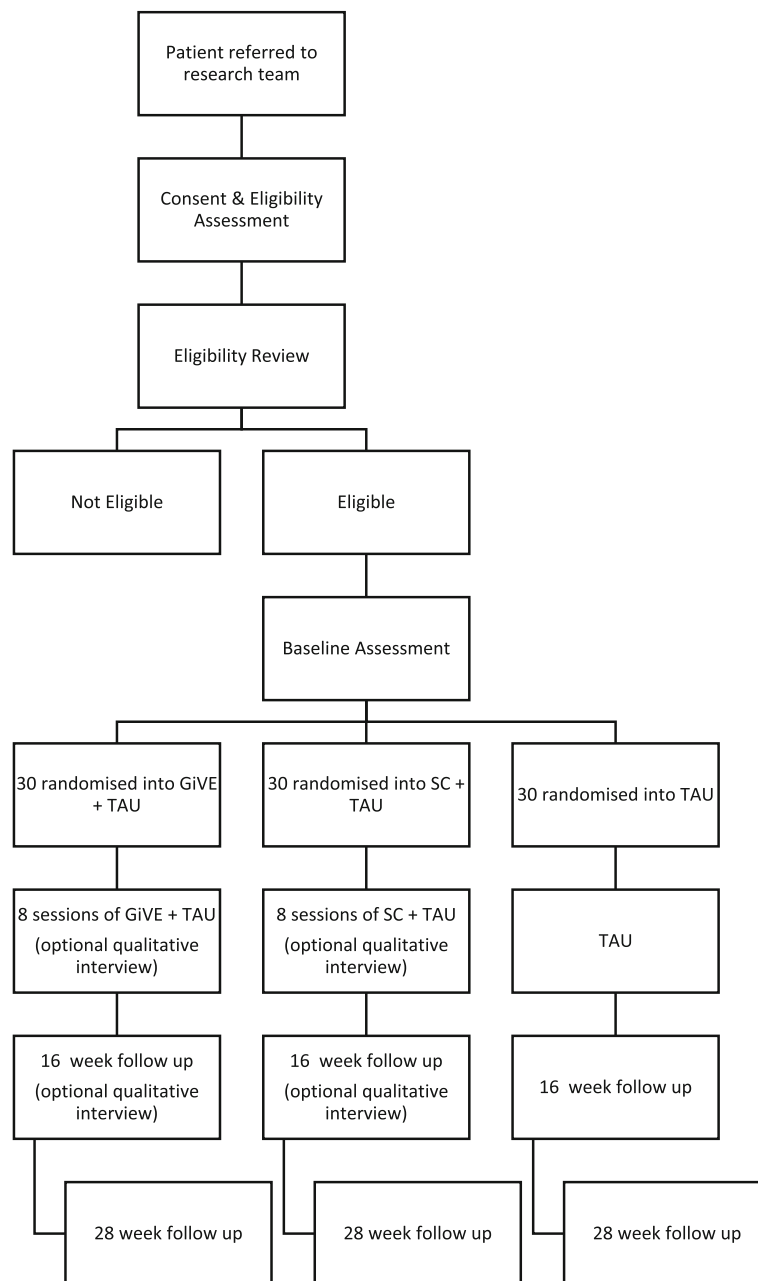 Patient referred to
research team
Consent & Eligibility
Assessment
Eligibility Review
Not Eligible
Eligible
Baseline Assessment
30 randomised into GiVE
+ TAU
30 randomised into SC +
TAU
30 randomised into TAU
8 sessions of GiVE + TAU
(optional qualitative
interview)
8 sessions of SC + TAU
(optional qualitative
interview)
TAU
16 week follow up
(optional qualitative
interview)
16 week follow up
(optional qualitative
interview)
16 week follow up
28 week follow up
28 week follow up
28 week follow up